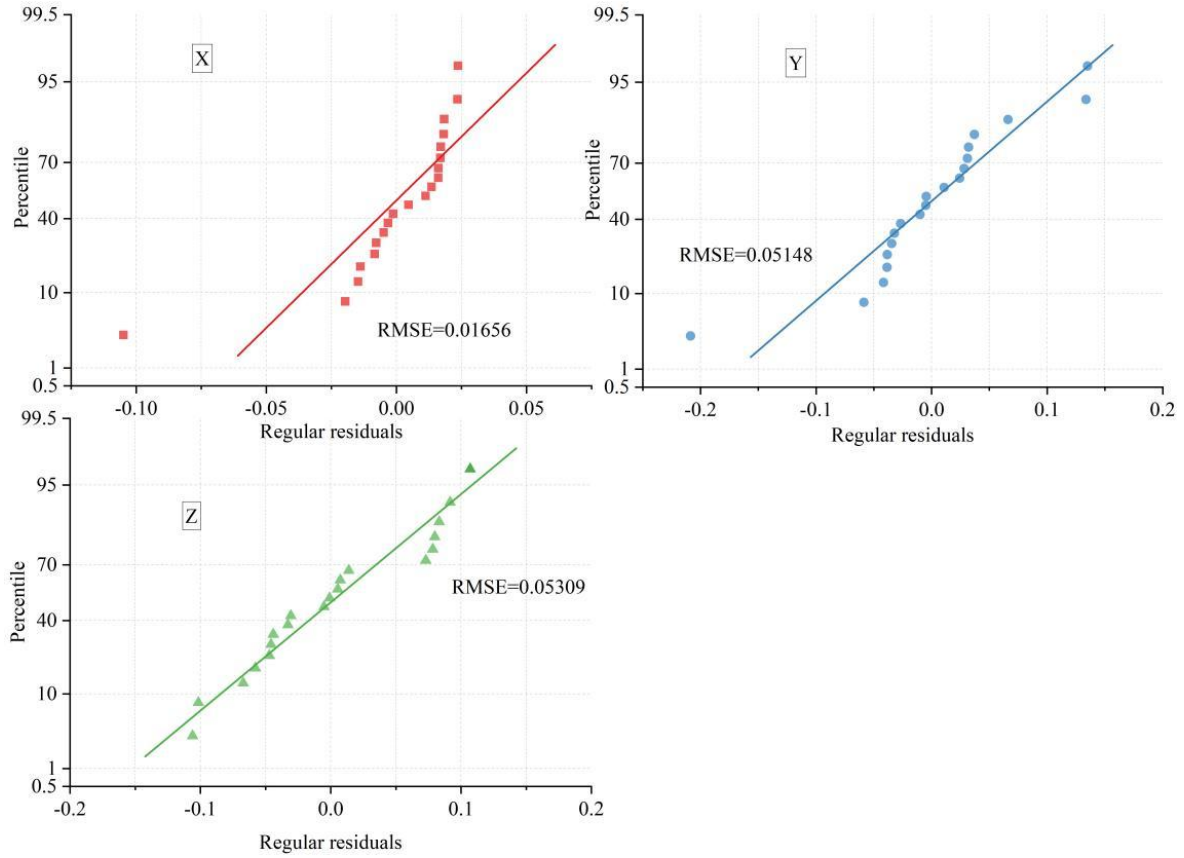 99.5
95
70
40
10
1
0.5
Percentile
X
RMSE=0.01656
-0.10
-0.05
0.00
0.05
Regular residuals
99.5
95
70
40
10
1
0.5
Percentile
Y
RMSE=0.05148
-0.2
-0.1
0.0
0.1
0.2
Regular residuals
99.5
95
70
40
10
1
0.5
Percentile
Z
RMSE=0.05309
-0.2
-0.1
0.0
0.1
0.2
Regular residuals